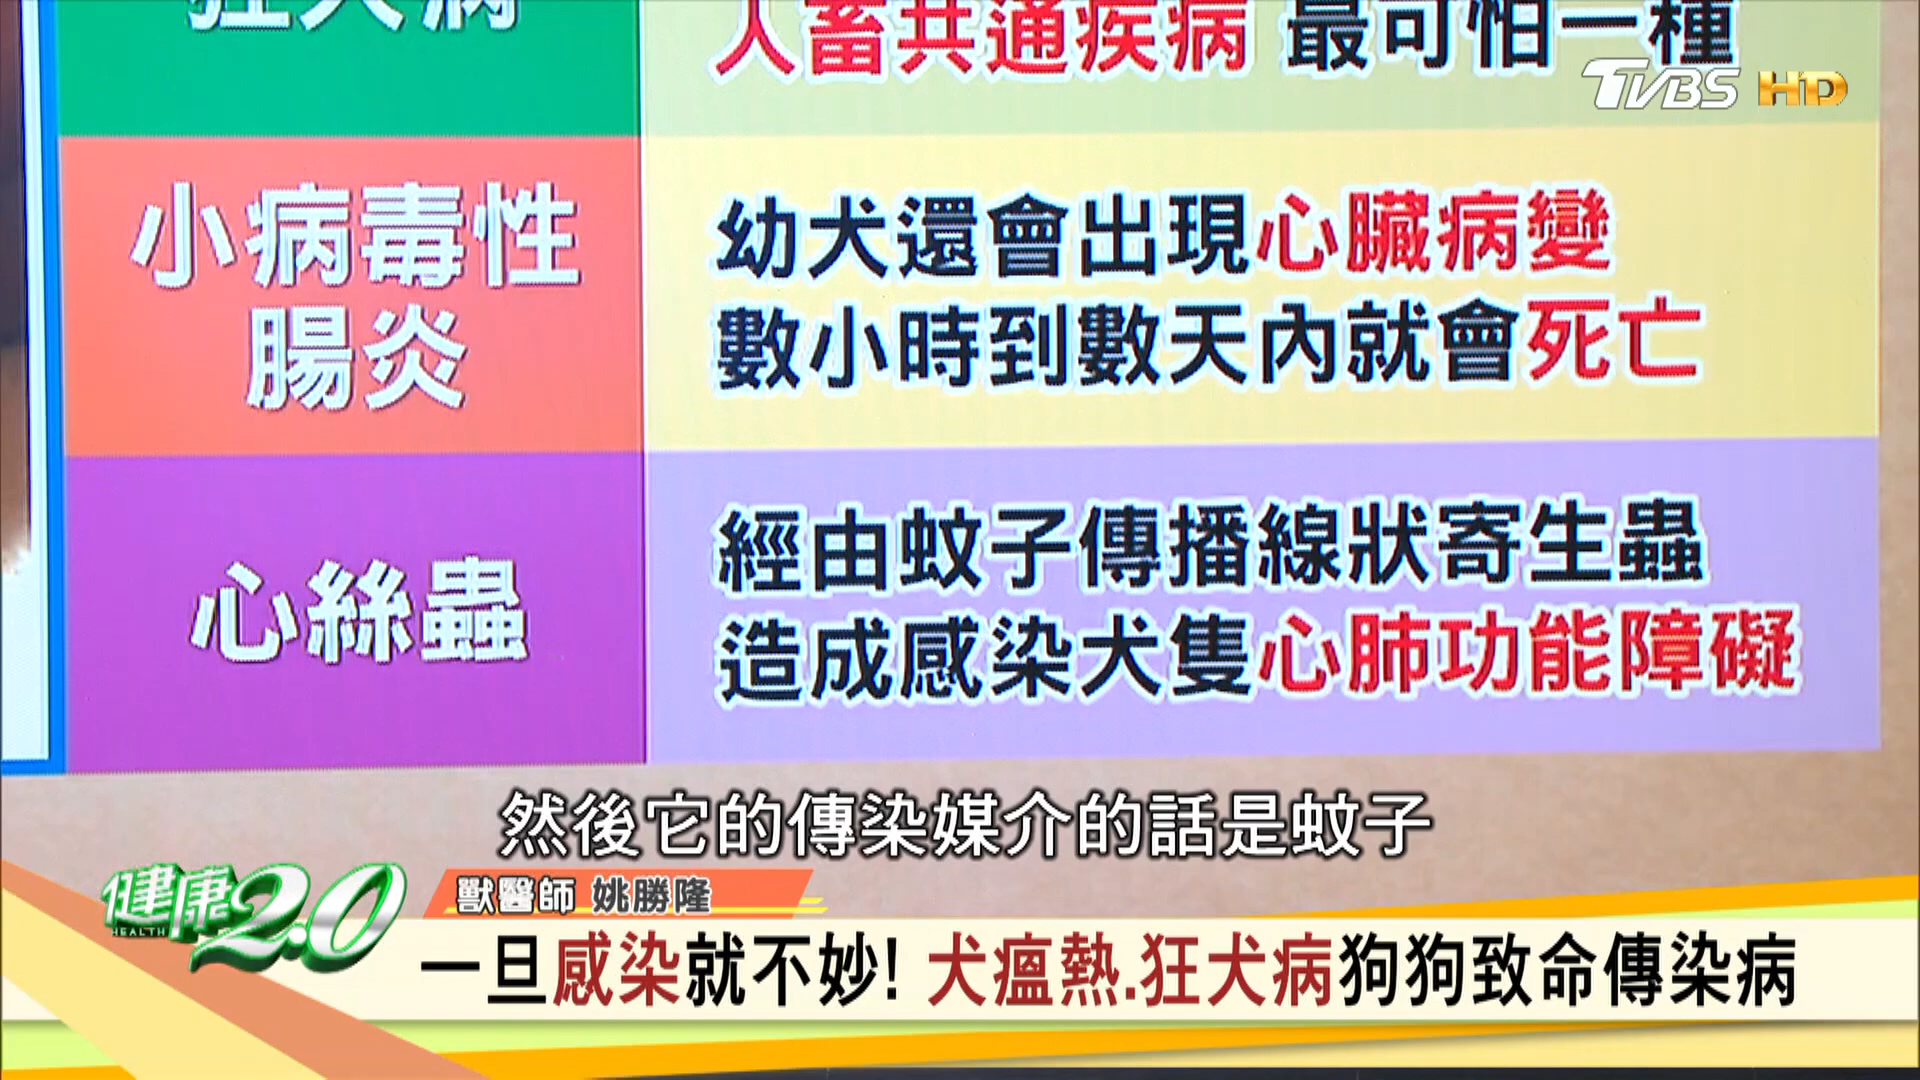 狂犬病
人畜共通疾病 最可怕一種
TVBS HD
小病毒性
腸炎
幼犬還會出現心臟病變
數小時到數天內就會死亡
心絲蟲
經由蚊子傳播線狀寄生蟲
造成感染犬隻心肺功能障礙
然後它的傳染媒介的話是蚊子
健康2.0
HEALTH
獸醫師 姚勝隆
一旦感染就不妙! 犬瘟熱.狂犬病狗狗致命傳染病